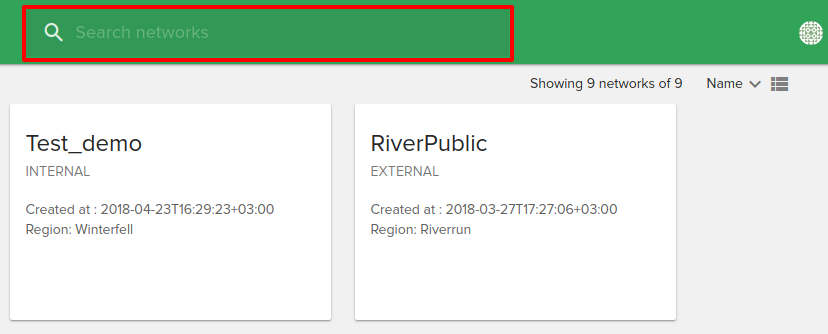 Search networks
Showing 9 networks of 9 Name
Test_demo
INTERNAL
Created at : 2018-04-23T16:29:23+03:00
Region: Winterfell
RiverPublic
EXTERNAL
Created at : 2018-03-27T17:27:06+03:00
Region: Riverrun